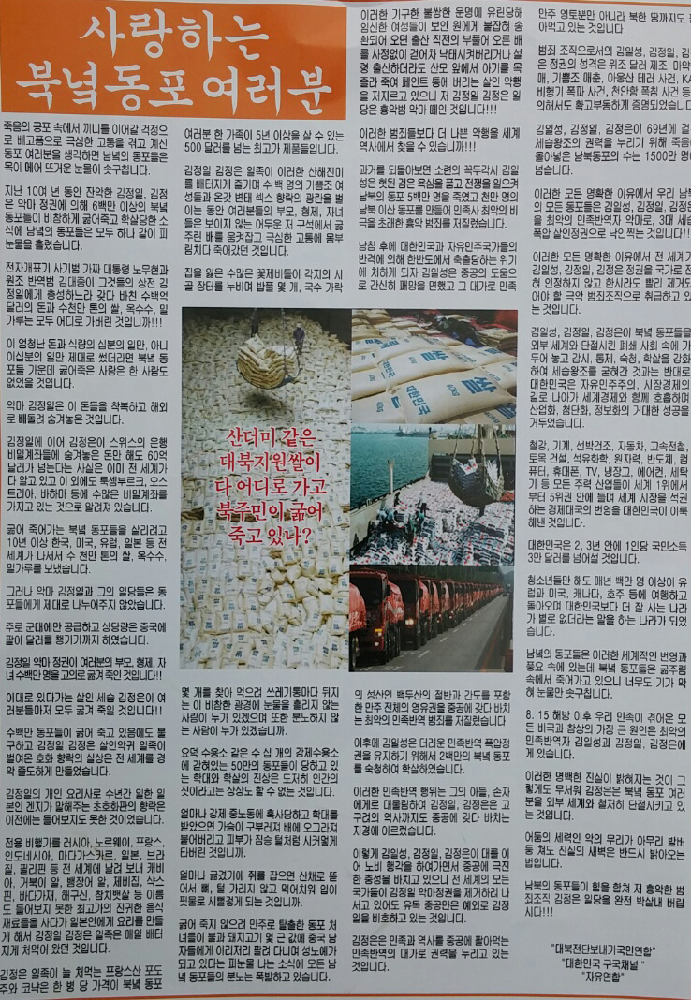 사랑하는
북녘동포 여러분
죽음의 공포 속에서 끼니를 이어갈 걱정으
로 배고픔으로 극심한 고통을 겪고 계신
동포 여러분을 생각하면 남녘의 동포들은
목이 메어 뜨거운 눈물이 솟구칩니다.
지난 10여 년 동안 잔악한 김정일, 김정
은 악마 정권에 의해 6백만 이상의 북녘
동포들이 비참하게 굶어죽고 학살당한 소
식에 남녘의 동포들은 모두 하나 같이 피
눈물을 흘렸습니다.
전자개표기 사기범 가짜 대통령 노무현과
원조 반역범 김대중이 그것들의 상전 김
정일에게 충성하느라 갖다 바친 수백억
달러의 돈과 수천만 톤의 쌀, 옥수수, 밀
가루는 모두 어디로 가버린 것입니까!!!
이 엄청난 돈과 식량의 십분의 일만, 아니
이십분의 일만 제대로 썼더라면 북녘 동
포들 가운데 굶어죽은 사람은 한 사람도
없었을 것입니다.
악마 김정일은 이 돈들을 착복하고 해외
로 빼돌려 숨겨놓은 것입니다.
김정일에 이어 김정은이 스위스의 은행
비밀계좌들에 숨겨놓은 돈만 해도 60억
달러가 넘는다는 사실은 이미 전 세계가
다 알고 있고 이 외에도 룩셈부르크, 오스
트리아, 바하마 등에 수많은 비밀계좌를
가지고 있는 것으로 알려져 있습니다.
굶어 죽어가는 북녘 동포들을 살리려고
10년 이상 한국, 미국, 유럽, 일본 등 전
세계가 나서서 수 천만 톤의 쌀, 옥수수,
밀가루를 보냈습니다.
그러나 악마 김정일과 그의 일당들은 동
포들에게 제대로 나누어주지 않았습니다.
주로 군대에만 공급하고 상당량은 중국에
팔아 달러를 챙기기까지 하였습니다.
김정일 악마 정권이 여러분의 부모, 형제, 자
녀 수백만 명을 고의로 굶겨 죽인 것입니다!!
이대로 있다가는 살인 세습 김정은이 여
러분들마저 모두 굶겨 죽일 것입니다!!
수백만 동포들이 굶어 죽고 있음에도 불
구하고 김정일 김정은 살인악귀 일족이
벌여온 호화 향락의 실상은 전 세계를 경
악 졸도하게 만들었습니다.
김정일의 개인 요리사로 수년간 일한 일
본인 겐지가 말해주는 초호화판의 향락은
이전에는 들어보지도 못한 것이었습니다.
전용 비행기를 러시아, 노르웨이, 프랑스,
인도네시아, 마다가스카르, 일본, 브라
질, 필리핀 등 전 세계에 날려 보내 캐비
아, 거북이 알, 뱀장어 알, 제비집, 샥스
핀, 바다가재, 해구신, 참치뱃살 등 이름
도 들어보지 못한 최고가의 진귀한 음식
재료들을 사다가 일본인에게 요리를 만들
게 해서 김정일 김정은 일족은 매일 배터
지게 처먹어 왔던 것입니다.
김정은 일족이 늘 처먹는 프랑스산 포도
주와 코냑은 한 병 당 가격이 북녘 동포
여러분 한 가족이 5년 이상을 살 수 있는
500 달러를 넘는 최고가 제품들입니다.
김정일 김정은 일족이 이러한 산해진미
를 배터지게 즐기며 수 백 명의 기쁨조 여
성들과 온갖 변태 섹스 향락의 광란을 벌
이는 동안 여러분들의 부모, 형제, 자녀
들은 보이지 않는 어두운 저 구석에서 굶
주린 배를 움켜잡고 극심한 고통에 몸부
림치다 죽어갔던 것입니다.
집을 잃은 수많은 꽃제비들이 각지의 시
골 장터를 누비며 밥풀 몇 개, 국수 가락
산더미 같은
대북지원쌀이
다 어디로 가고
북주민이 굶어
죽고 있나?
몇 개를 찾아 먹으려 쓰레기통마다 뒤지
는 이 비참한 광경에 눈물을 흘리지 않는
사람이 누가 있겠으며 또한 분노하지 않
는 사람이 누가 있겠습니까.
요덕 수용소 같은 수 십 개의 강제수용소
에 갇혀있는 50만의 동포들이 당하고 있
는 학대와 학살의 진상은 도저히 인간의
짓이라고는 상상도 할 수 없는 것입니다.
얼마나 강제 중노동에 혹사당하고 학대를
받았으면 가슴이 구부러져 배에 오그라져
붙어버리고 피부가 짐승 털처럼 시커멓게
타버린 것입니까.
얼마나 굶겼기에 쥐를 잡으면 산채로 뜯
어서 뼈, 털 가리지 않고 먹어치워 입이
핏물로 시뻘겋게 되는 것입니까.
굶어 죽지 않으려 만주로 탈출한 동포 처
녀들이 불과 돼지고기 몇 근 값에 중국 남
자들에게 이리저리 팔려 다니며 성노예가
되고 있다는 피눈물 나는 소식에 모든 남
녘 동포들의 분노는 폭발하고 있습니다.
이러한 기구한 불쌍한 운명에 유린당해
임신한 여성들이 보안 원에게 붙잡혀 송
환되어 오면 출산 직전의 부풀어 오른 배
를 사정없이 걷어차 낙태시켜버리거나 설
령 출산하더라도 산모 앞에서 아기를 목
졸라 죽여 페인트 통에 버리는 살인 악행
을 저지르고 있으니 저 김정일 김정은 일
당은 흉악범 악마 떼인 것입니다!!!
이러한 범죄들보다 더 나쁜 악행을 세계
역사에서 찾을 수 있습니까!!!
과거를 되돌아보면 소련의 꼭두각시 김일
성은 헛된 검은 욕심을 품고 전쟁을 일으켜
남북의 동포 5백만 명을 죽였고 천만 명의
남북 이산 동포를 만들어 민족사 최악의 비
극을 초래한 흉악 범죄를 저질렀습니다.
남침 후에 대한민국과 자유민주국가들의
반격에 의해 한반도에서 축출당하는 위기
에 처하게 되자 김일성은 중공의 도움으
로 간신히 패망을 면했고 그 대가로 민족
쌀
대한민국
의 성산인 백두산의 절반과 간도를 포함
한 만주 전체의 영유권을 중공에 갖다 바치
는 최악의 민족반역 범죄를 저질렀습니다.
이후에 김일성은 더러운 민족반역 폭압정
권을 유지하기 위해서 2백만의 북녘 동포
를 숙청하여 학살하였습니다.
이러한 민족반역 행위는 그의 아들, 손자
에게로 대물림하여 김정일, 김정은은 고
구려의 역사까지도 중공에 갖다 바치는
지경에 이르렀습니다.
이렇게 김일성, 김정일, 김정은이 대를 이
어 노비 행각을 하여가면서 중공에 극진
한 충성을 바치고 있으니 전 세계의 모든
국가들이 김정일 악마정권을 제거하려 나
서고 있어도 유독 중공만은 예외로 김정
일을 비호하고 있는 것입니다.
김정은은 민족과 역사를 중공에 팔아먹는
민족반역의 대가로 권력을 누리고 있는
것입니다.
만주 영토뿐만 아니라 북한 땅까지도
아먹고 있는 것입니다.
범죄 조직으로서의 김일성, 김정일, 김
은 정권의 성격은 위조 달러 제조, 마약
매, 기쁨조 매춘, 아웅산 테러 사건, KA
비행기 폭파 사건, 천안함 폭침 사건 등
의해서도 확고부동하게 증명되었습니다
김일성, 김정일, 김정은이 69년에 걸
세습왕조의 권력을 누리기 위해 죽음
몰아넣은 남북동포의 수는 1500만 명이
넘습니다.
이러한 모든 명확한 이유에서 우리 남북
의 모든 동포들은 김일성, 김정일, 김정은
을 최악의 민족반역자 악마로, 3대 세습
폭압 살인정권으로 낙인찍는 것입니다!!
이러한 모든 명확한 이유에서 전 세계가
김일성, 김정일, 김정은 정권을 국가로 전
혀 인정하지 않고 한시라도 빨리 제거되
어야 할 극악 범죄조직으로 취급하고 있
는 것입니다.
김일성, 김정일, 김정은이 북녘 동포들을
외부 세계와 단절시킨 폐쇄 사회 속에 가
두어 놓고 감시, 통제, 숙청, 학살을 강화
하여 세습왕조를 굳혀간 것과는 반대로
대한민국은 자유민주주의, 시장경제의
길로 나아가 세계경제와 함께 호흡하며
산업화, 첨단화, 정보화의 거대한 성공을
거두었습니다.
철강, 기계, 선박건조, 자동차, 고속전철,
토목 건설, 석유화학, 원자력, 반도체, 컴
퓨터, 휴대폰, TV, 냉장고, 에어컨, 세탁
기 등 모든 주력 산업들이 세계 1위에서
부터 5위권 안에 들며 세계 시장을 석권
하는 경제대국의 번영을 대한민국이 이룩
해낸 것입니다.
대한민국은 2, 3년 안에 1인당 국민소득
3만 달러를 넘어설 것입니다.
청소년들만 해도 매년 백만 명 이상이 유
럽과 미국, 캐나다, 호주 등에 여행하고
돌아오며 대한민국보다 더 잘 사는 나라
가 별로 없더라는 말을 하는 나라가 되었
습니다.
남녘의 동포들은 이러한 세계적인 번영과
풍요 속에 있는데 북녘 동포들은 굶주림
속에서 죽어가고 있으니 너무도 기가 막
혀 눈물만 솟구칩니다.
8. 15 해방 이후 우리 민족이 겪어온 모
든 비극과 참상의 가장 큰 원인은 최악의
민족반역자 김일성과 김정일, 김정은에
게 있습니다.
이러한 명백한 진실이 밝혀지는 것이 그
렇게도 무서워 김정은은 북녘 동포 여러
분을 외부 세계와 철저히 단절시키고 있
는 것입니다.
어둠의 세력인 악의 무리가 아무리 발버
둥 쳐도 진실의 새벽은 반드시 밝아오는
법입니다.
남북의 동포들이 힘을 합쳐 저 흉악한 범
죄조직 김정은 일당을 완전 박살내 버립
시다!!!
"대북전단보내기국민연합"
"대한민국 구국채널 "
"자유연합"